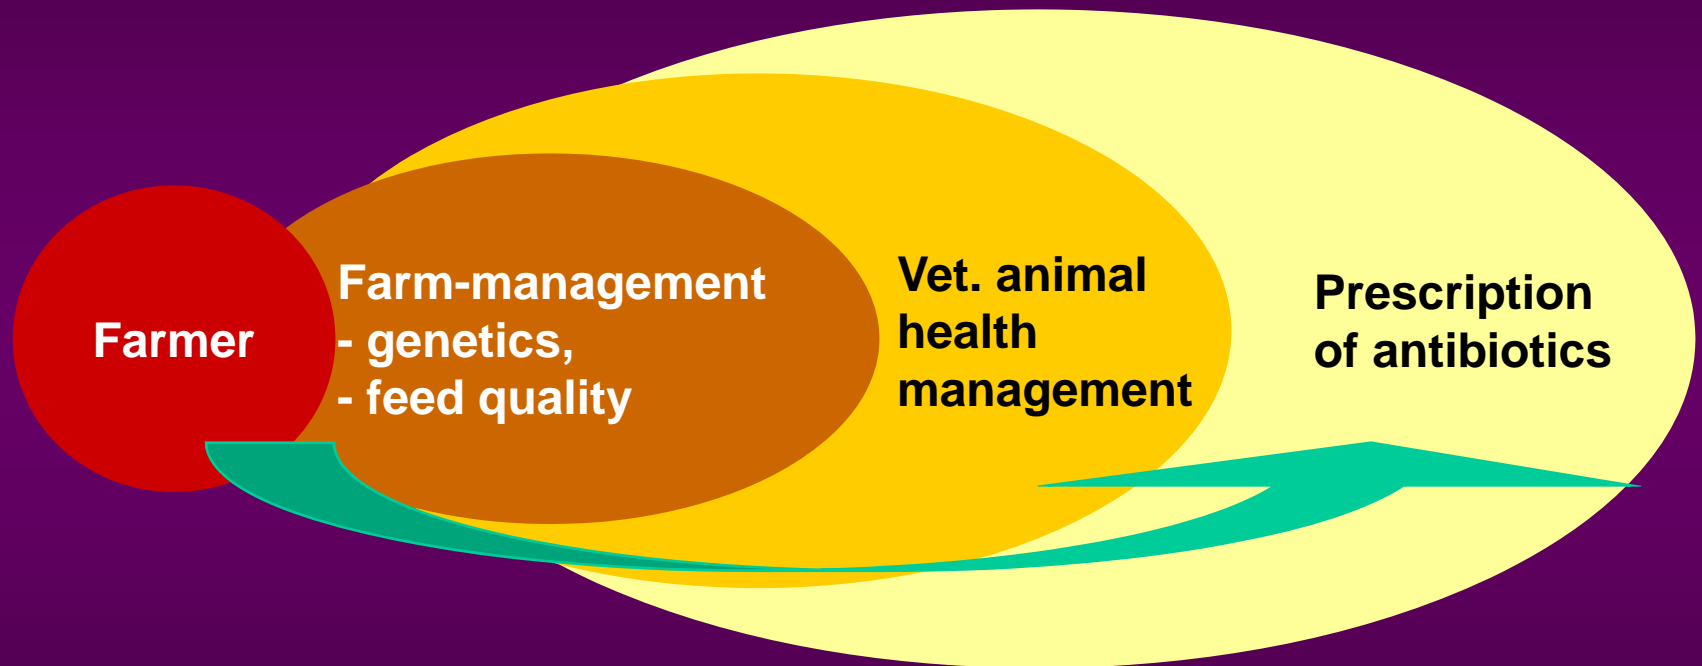 Farmer
Farm-management
- genetics,
- feed quality
Vet. animal
health
management
Prescription
of antibiotics